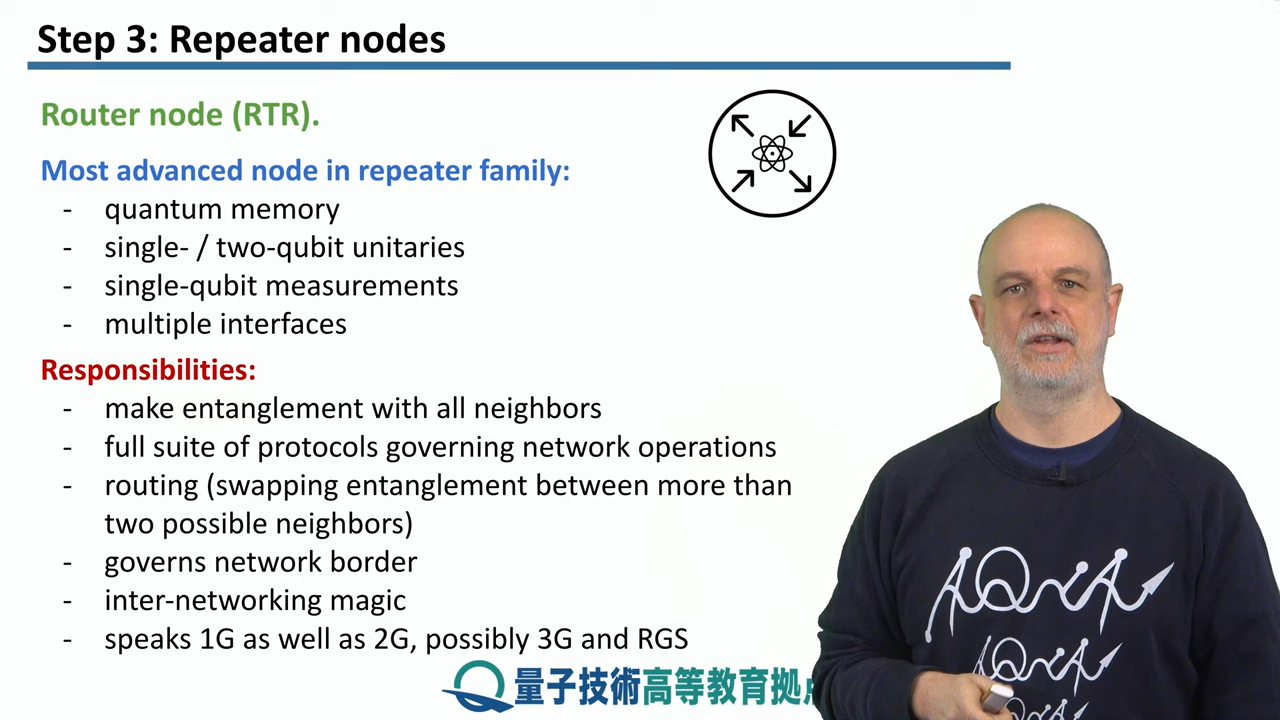 Step 3: Repeater nodes
Router node (RTR).
Most advanced node in repeater family:
- quantum memory
- single- / two-qubit unitaries
- single-qubit measurements
- multiple interfaces
Responsibilities:
- make entanglement with all neighbors
- full suite of protocols governing network operations
- routing (swapping entanglement between more than
two possible neighbors)
- governs network border
- inter-networking magic
- speaks 1G as well as 2G, possibly 3G and RGS
量子技術高等教育拠点
AQUA
AQUA